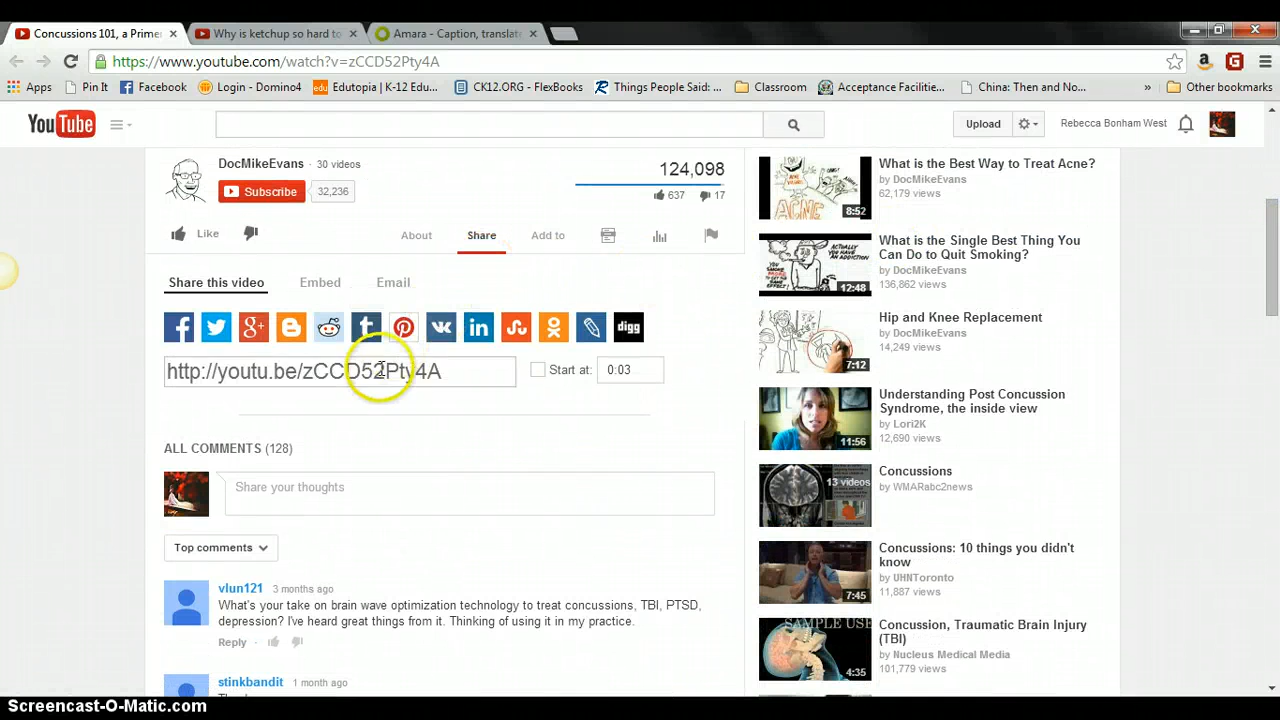 Concussions 101, a Prime
Why is ketchup so hard to
Amara - Caption, translate
https://www.youtube.com/watch?v=zCCD52Pty4A
Apps
Pin It
Facebook
Login - Domino4
edu Edutopia | K-12 Edu...
CK12.ORG - FlexBooks
Things People Said: ...
Classroom
Acceptance Facilitie...
China: Then and No...
»
Other bookmarks
YouTube
Upload
Rebecca Bonham West
DocMikeEvans · 30 videos
Subscribe 32,236
124,098
637 17
Like
About
Share
Add to
Share this video
Embed
Email
digg
http://youtu.be/zCCD52Pty4A
Start at: 0:03
ALL COMMENTS (128)
Share your thoughts
Top comments
vlun121 3 months ago
What's your take on brain wave optimization technology to treat concussions, TBI, PTSD,
depression? I've heard great things from it. Thinking of using it in my practice.
Reply ·
stinkbandit 1 month ago
ACNE
8:52
What is the Best Way to Treat Acne?
by DocMikeEvans
62,179 views
12:48
What is the Single Best Thing You
Can Do to Quit Smoking?
by DocMikeEvans
136,862 views
7:12
Hip and Knee Replacement
by DocMikeEvans
14,249 views
11:56
Understanding Post Concussion
Syndrome, the inside view
by Lori2K
12,690 views
13 videos
Concussions
by WMARabc2news
7:45
Concussions: 10 things you didn't
know
by UHNToronto
11,887 views
SAMPLE USE
4:35
Concussion, Traumatic Brain Injury
(TBI)
by Nucleus Medical Media
101,779 views
Screencast-O-Matic.com